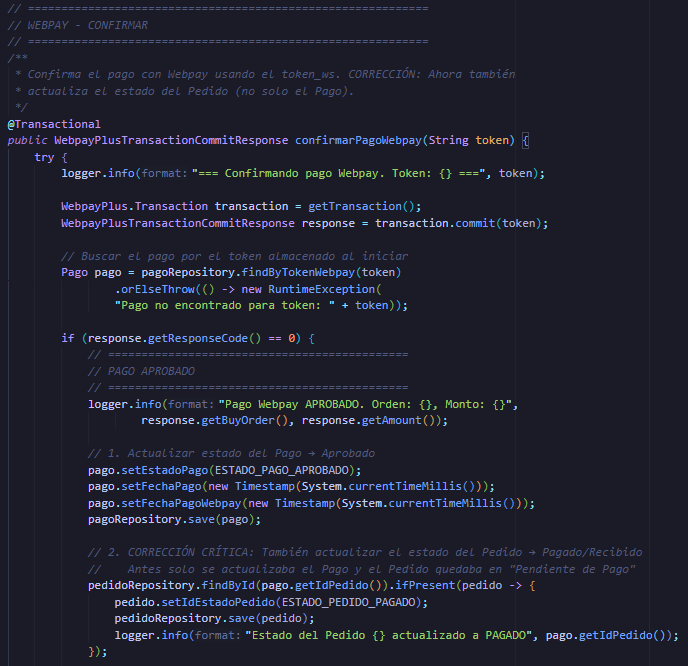 // ============================================================
// WEBPAY - CONFIRMAR
// ============================================================
/**
 * Confirma el pago con Webpay usando el token_ws. CORRECCIÓN: Ahora también
 * actualiza el estado del Pedido (no solo el Pago).
 */
@Transactional
public WebpayPlusTransactionCommitResponse confirmarPagoWebpay(String token) {
    try {
        logger.info(format: "=== Confirmando pago Webpay. Token: {} ===", token);
        WebpayPlus.Transaction transaction = getTransaction();
        WebpayPlusTransactionCommitResponse response = transaction.commit(token);
        // Buscar el pago por el token almacenado al iniciar
        Pago pago = pagoRepository.findByTokenWebpay(token)
                .orElseThrow(() -> new RuntimeException(
                "Pago no encontrado para token: " + token));
        if (response.getResponseCode() == 0) {
            // =============================================
            // PAGO APROBADO
            // =============================================
            logger.info(format: "Pago Webpay APROBADO. Orden: {}, Monto: {}",
                    response.getBuyOrder(), response.getAmount());
            // 1. Actualizar estado del Pago → Aprobado
            pago.setEstadoPago(ESTADO_PAGO_APROBADO);
            pago.setFechaPago(new Timestamp(System.currentTimeMillis()));
            pago.setFechaPagoWebpay(new Timestamp(System.currentTimeMillis()));
            pagoRepository.save(pago);
            // 2. CORRECCIÓN CRÍTICA: También actualizar el estado del Pedido → Pagado/Recibido
            //    Antes solo se actualizaba el Pago y el Pedido quedaba en "Pendiente de Pago"
            pedidoRepository.findById(pago.getIdPedido()).ifPresent(pedido -> {
                pedido.setIdEstadoPedido(ESTADO_PEDIDO_PAGADO);
                pedidoRepository.save(pedido);
                logger.info(format: "Estado del Pedido {} actualizado a PAGADO", pago.getIdPedido());
            });